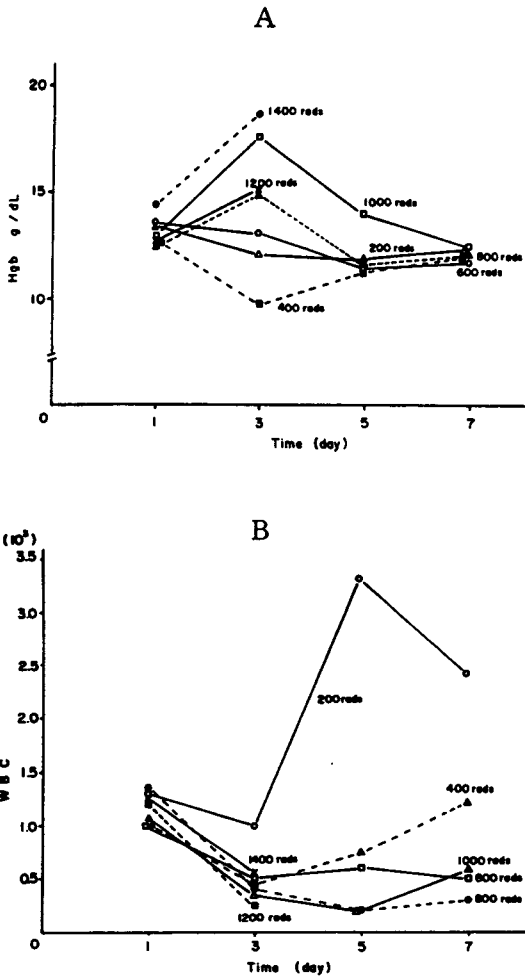 A
20
15
10
0
Hgb g/dL
1400 rads
1200 rads
1000 rads
200 rads
800 rads
600 rads
400 rads
1 3 5 7
Time (day)
B
3.5
3.0
2.5
2.0
1.5
1.0
0.5
0
WBC
200 rads
400 rads
1400 rads
1000 rads
800 rads
1200 rads
1 3 5 7
Time (day)